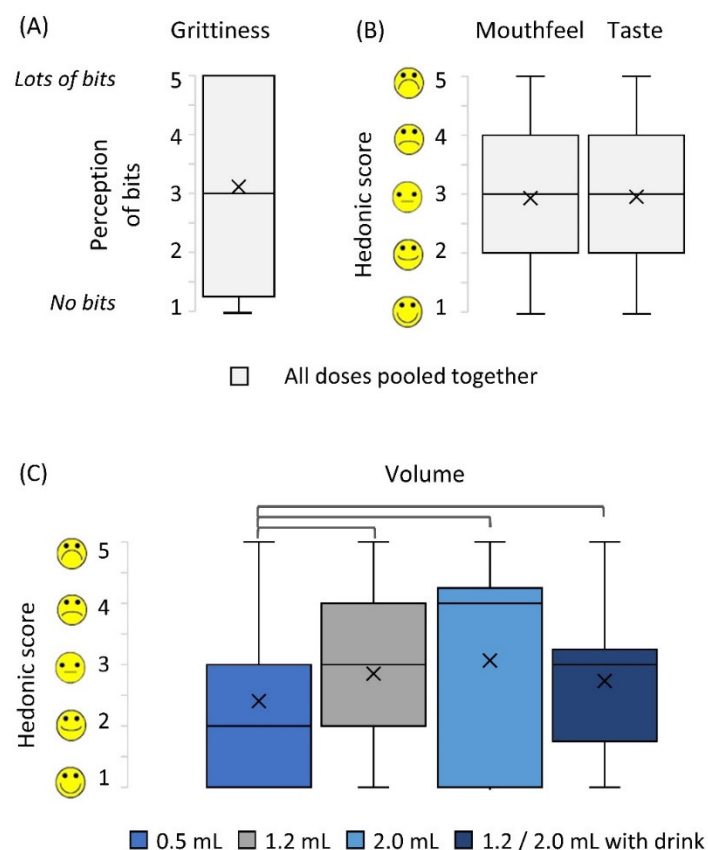 (A)
Grittiness
Lots of bits
5
4
3
2
1
No bits
Perception
of bits
(B)
Mouthfeel Taste
5
4
3
2
1
Hedonic score
All doses pooled together
(C)
Volume
5
4
3
2
1
Hedonic score
0.5 mL 1.2 mL 2.0 mL 1.2 / 2.0 mL with drink